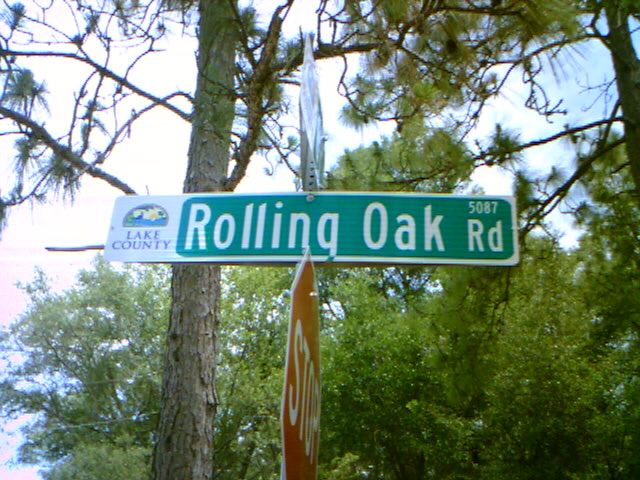 LAKE
COUNTY
Rolling Oak Rd
5087
STOP